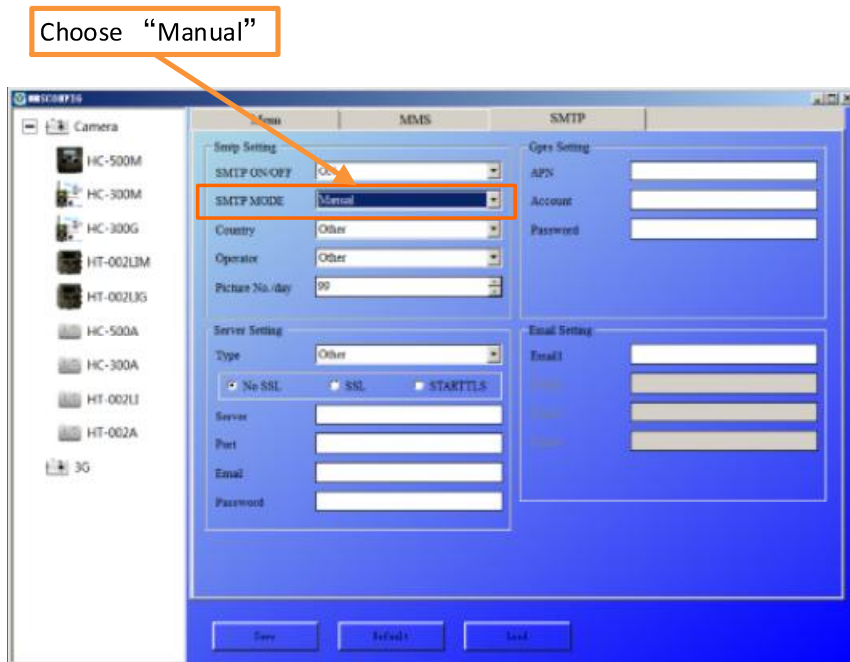 Choose “Manual”
Camera
HC-500M
HC-300M
HC-300G
HT-002LIM
HT-002LIG
HC-500A
HC-300A
HT-002LI
HT-002A
3G
Menu
MMS
SMTP
Smtp Setting
SMTP ON/OFF
SMTP MODE
Manual
Country
Other
Operator
Other
Picture No./day
99
Server Setting
Type
Other
No SSL
SSL
STARTTLS
Server
Port
Email
Password
Gprs Setting
APN
Account
Password
Email Setting
Email1
Save
Default
Load